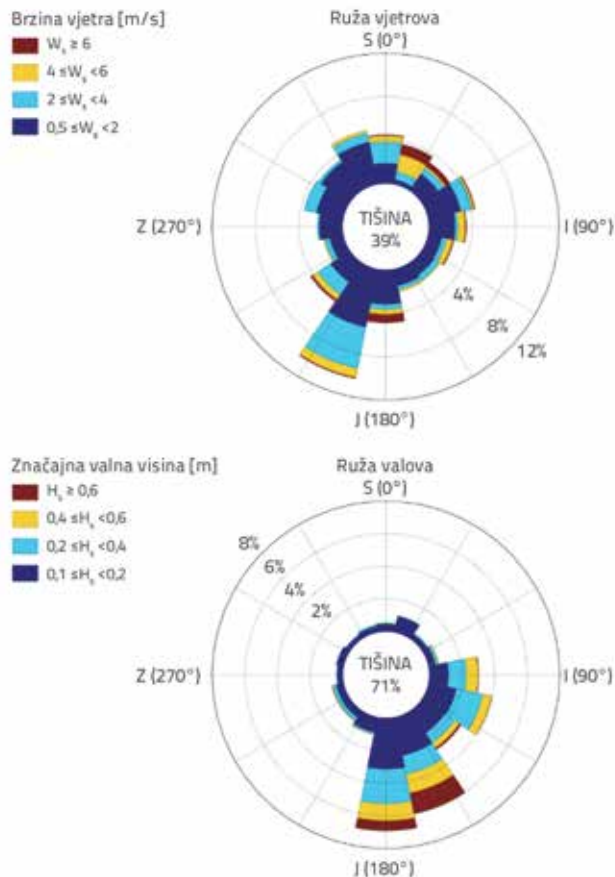 Brzina vjetra [m/s]
Wₛ ≥ 6
4 ≤Wₛ <6
2 ≤Wₛ <4
0,5 ≤Wₛ <2
Ruža vjetrova
S (0°)
Z (270°)
TIŠINA
39%
I (90°)
4%
8%
12%
J (180°)
Značajna valna visina [m]
Hₛ ≥ 0,6
0,4 ≤Hₛ <0,6
0,2 ≤Hₛ <0,4
0,1 ≤Hₛ <0,2
Ruža valova
S (0°)
8%
6%
4%
2%
Z (270°)
TIŠINA
71%
I (90°)
J (180°)